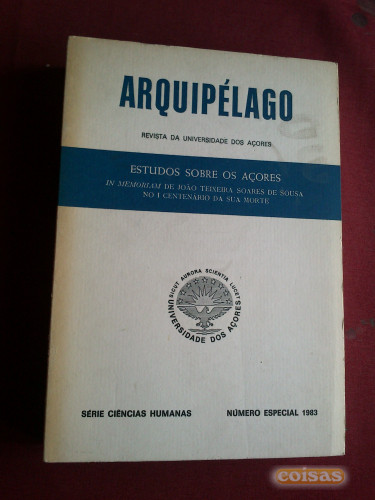 ARQUIPÉLAGO
REVISTA DA UNIVERSIDADE DOS AÇORES
ESTUDOS SOBRE OS AÇORES
IN MEMORIAM DE JOÃO TEIXEIRA SOARES DE SOUSA
NO I CENTENÁRIO DA SUA MORTE
SICUT AURORA SCIENTIA LUCET
UNIVERSIDADE DOS AÇORES
SÉRIE CIÊNCIAS HUMANAS
NÚMERO ESPECIAL 1983
coisas